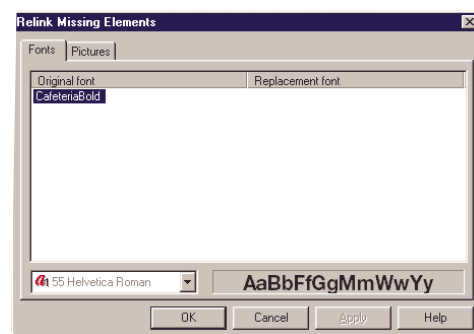 Relink Missing Elements
Fonts Pictures
Original font Replacement font
CafeteriaBold
55 Helvetica Roman AaBbFfGgMmWwYy
OK Cancel Apply Help